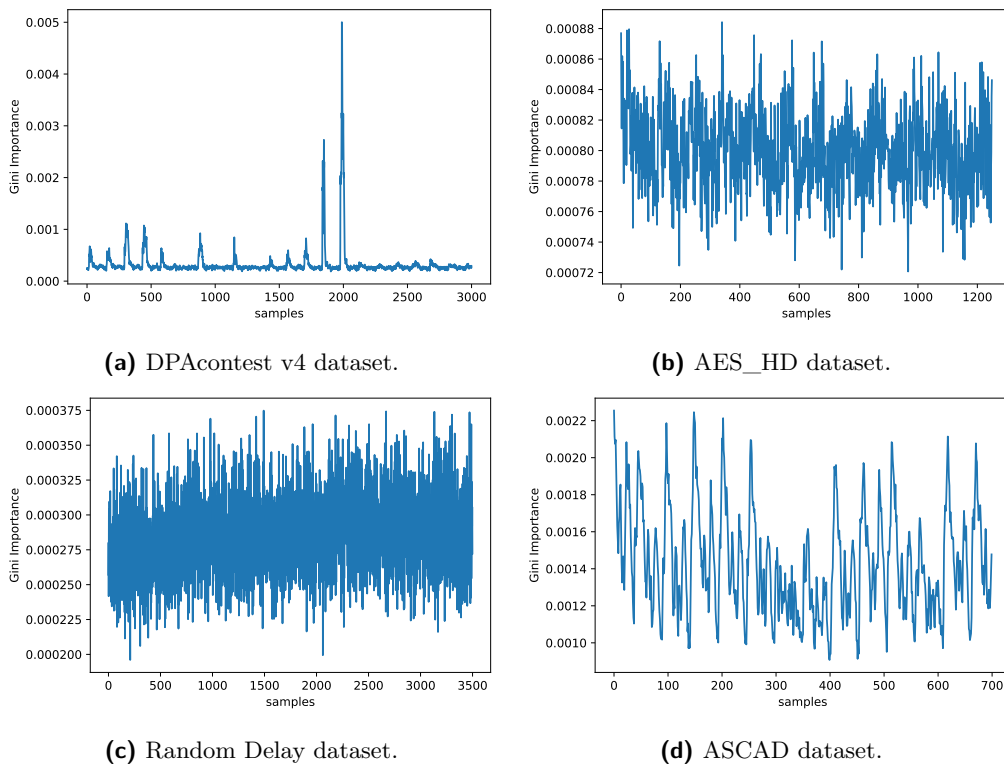 0.005
0.004
0.003
0.002
0.001
0.000
Gini Importance
0 500 1000 1500 2000 2500 3000
samples
(a) DPAcontest v4 dataset.
0.00088
0.00086
0.00084
0.00082
0.00080
0.00078
0.00076
0.00074
0.00072
Gini Importance
0 200 400 600 800 1000 1200
samples
(b) AES_HD dataset.
0.000375
0.000350
0.000325
0.000300
0.000275
0.000250
0.000225
0.000200
Gini Importance
0 500 1000 1500 2000 2500 3000 3500
samples
(c) Random Delay dataset.
0.0022
0.0020
0.0018
0.0016
0.0014
0.0012
0.0010
Gini Importance
0 100 200 300 400 500 600 700
samples
(d) ASCAD dataset.